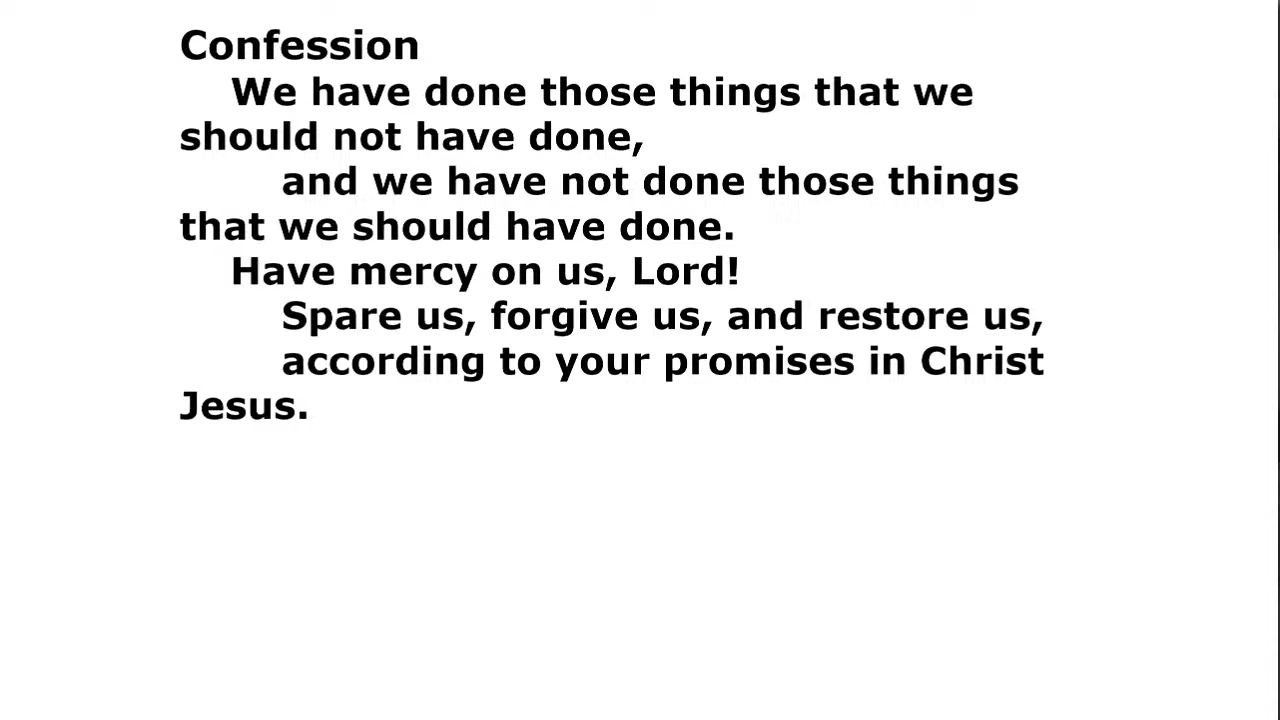 Confession
We have done those things that we
should not have done,
and we have not done those things
that we should have done.
Have mercy on us, Lord!
Spare us, forgive us, and restore us,
according to your promises in Christ
Jesus.